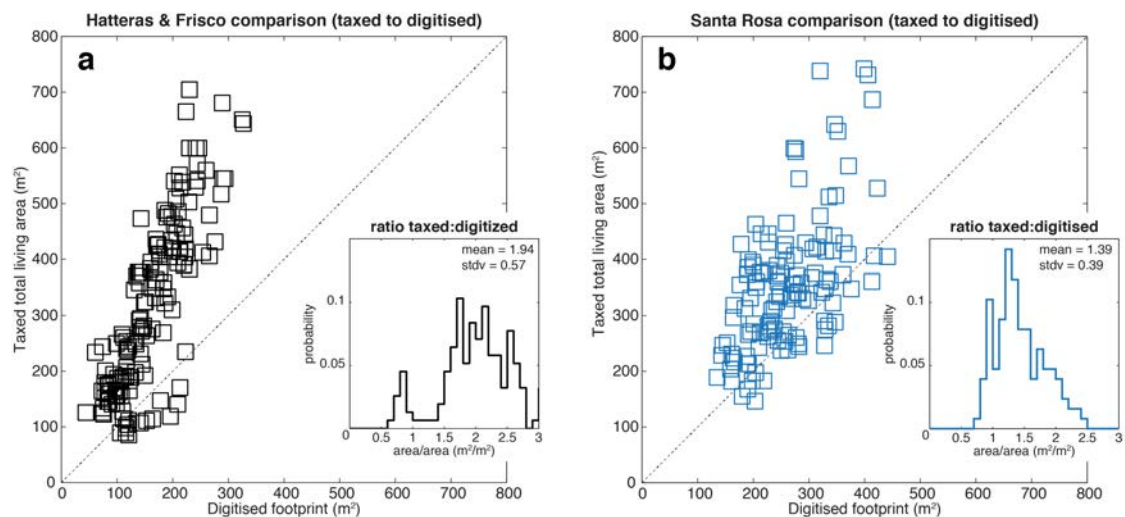 Hatteras & Frisco comparison (taxed to digitised)
a
800
700
600
500
400
300
200
100
0
Taxed total living area (m²)
0 100 200 300 400 500 600 700 800
Digitised footprint (m²)
ratio taxed:digitized
mean = 1.94
stdv = 0.57
0.1
0.05
probability
0 0.5 1 1.5 2 2.5 3
area/area (m²/m²)
Santa Rosa comparison (taxed to digitised)
b
800
700
600
500
400
300
200
100
0
Taxed total living area (m²)
0 100 200 300 400 500 600 700 800
Digitised footprint (m²)
ratio taxed:digitised
mean = 1.39
stdv = 0.39
0.1
0.05
probability
0 0.5 1 1.5 2 2.5 3
area/area (m²/m²)